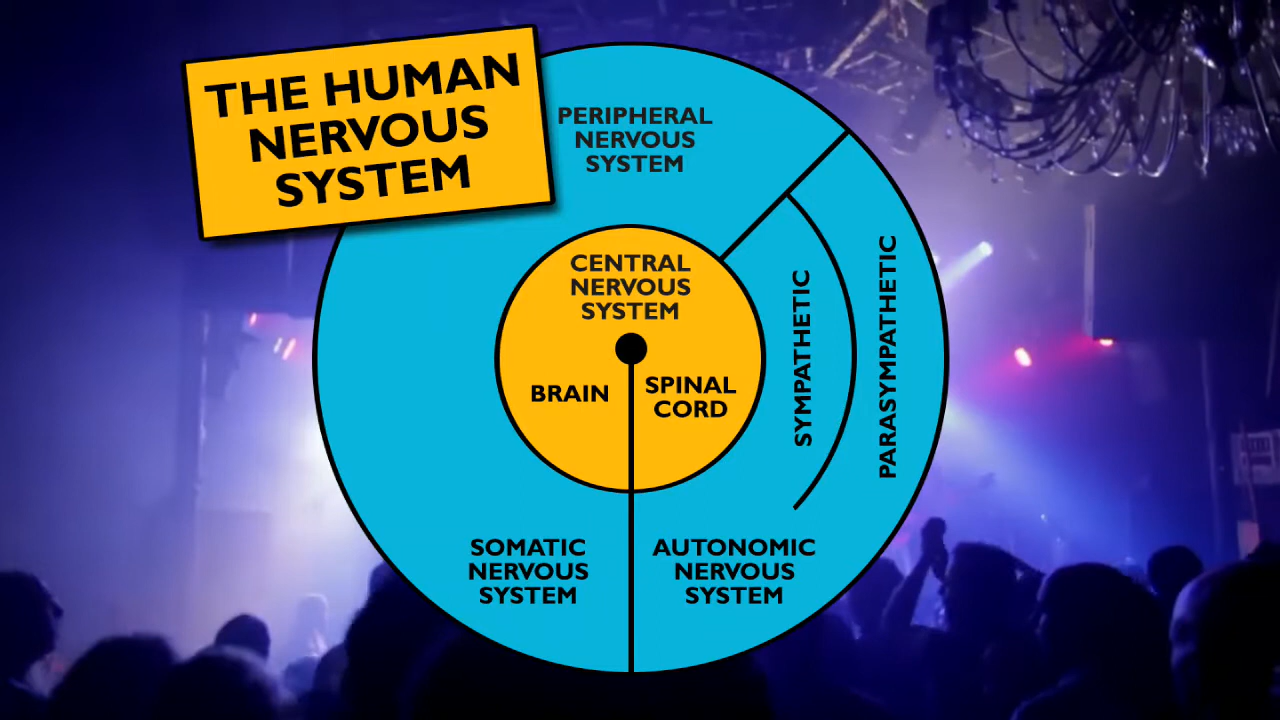 THE HUMAN
NERVOUS
SYSTEM
PERIPHERAL
NERVOUS
SYSTEM
CENTRAL
NERVOUS
SYSTEM
BRAIN
SPINAL
CORD
SYMPATHETIC
PARASYMPATHETIC
SOMATIC
NERVOUS
SYSTEM
AUTONOMIC
NERVOUS
SYSTEM